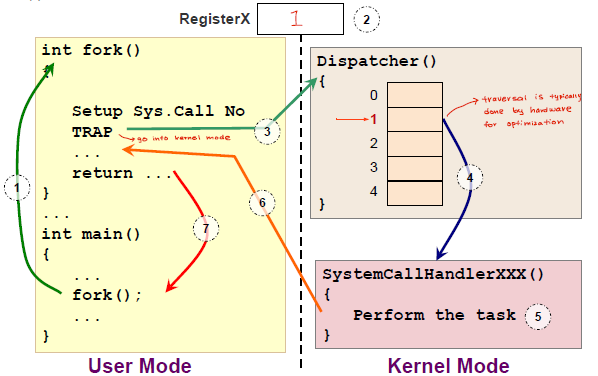 RegisterX 1 2
int fork()
{
Setup Sys.Call No
TRAP
go into kernel mode
...
return ...
}
...
int main()
{
...
fork();
...
}
1
3
6
7
User Mode
Dispatcher()
{
0
1
2
3
4
}
traversal is typically
done by hardware
for optimization
4
SystemCallHandlerXXX()
{
Perform the task 5
}
Kernel Mode